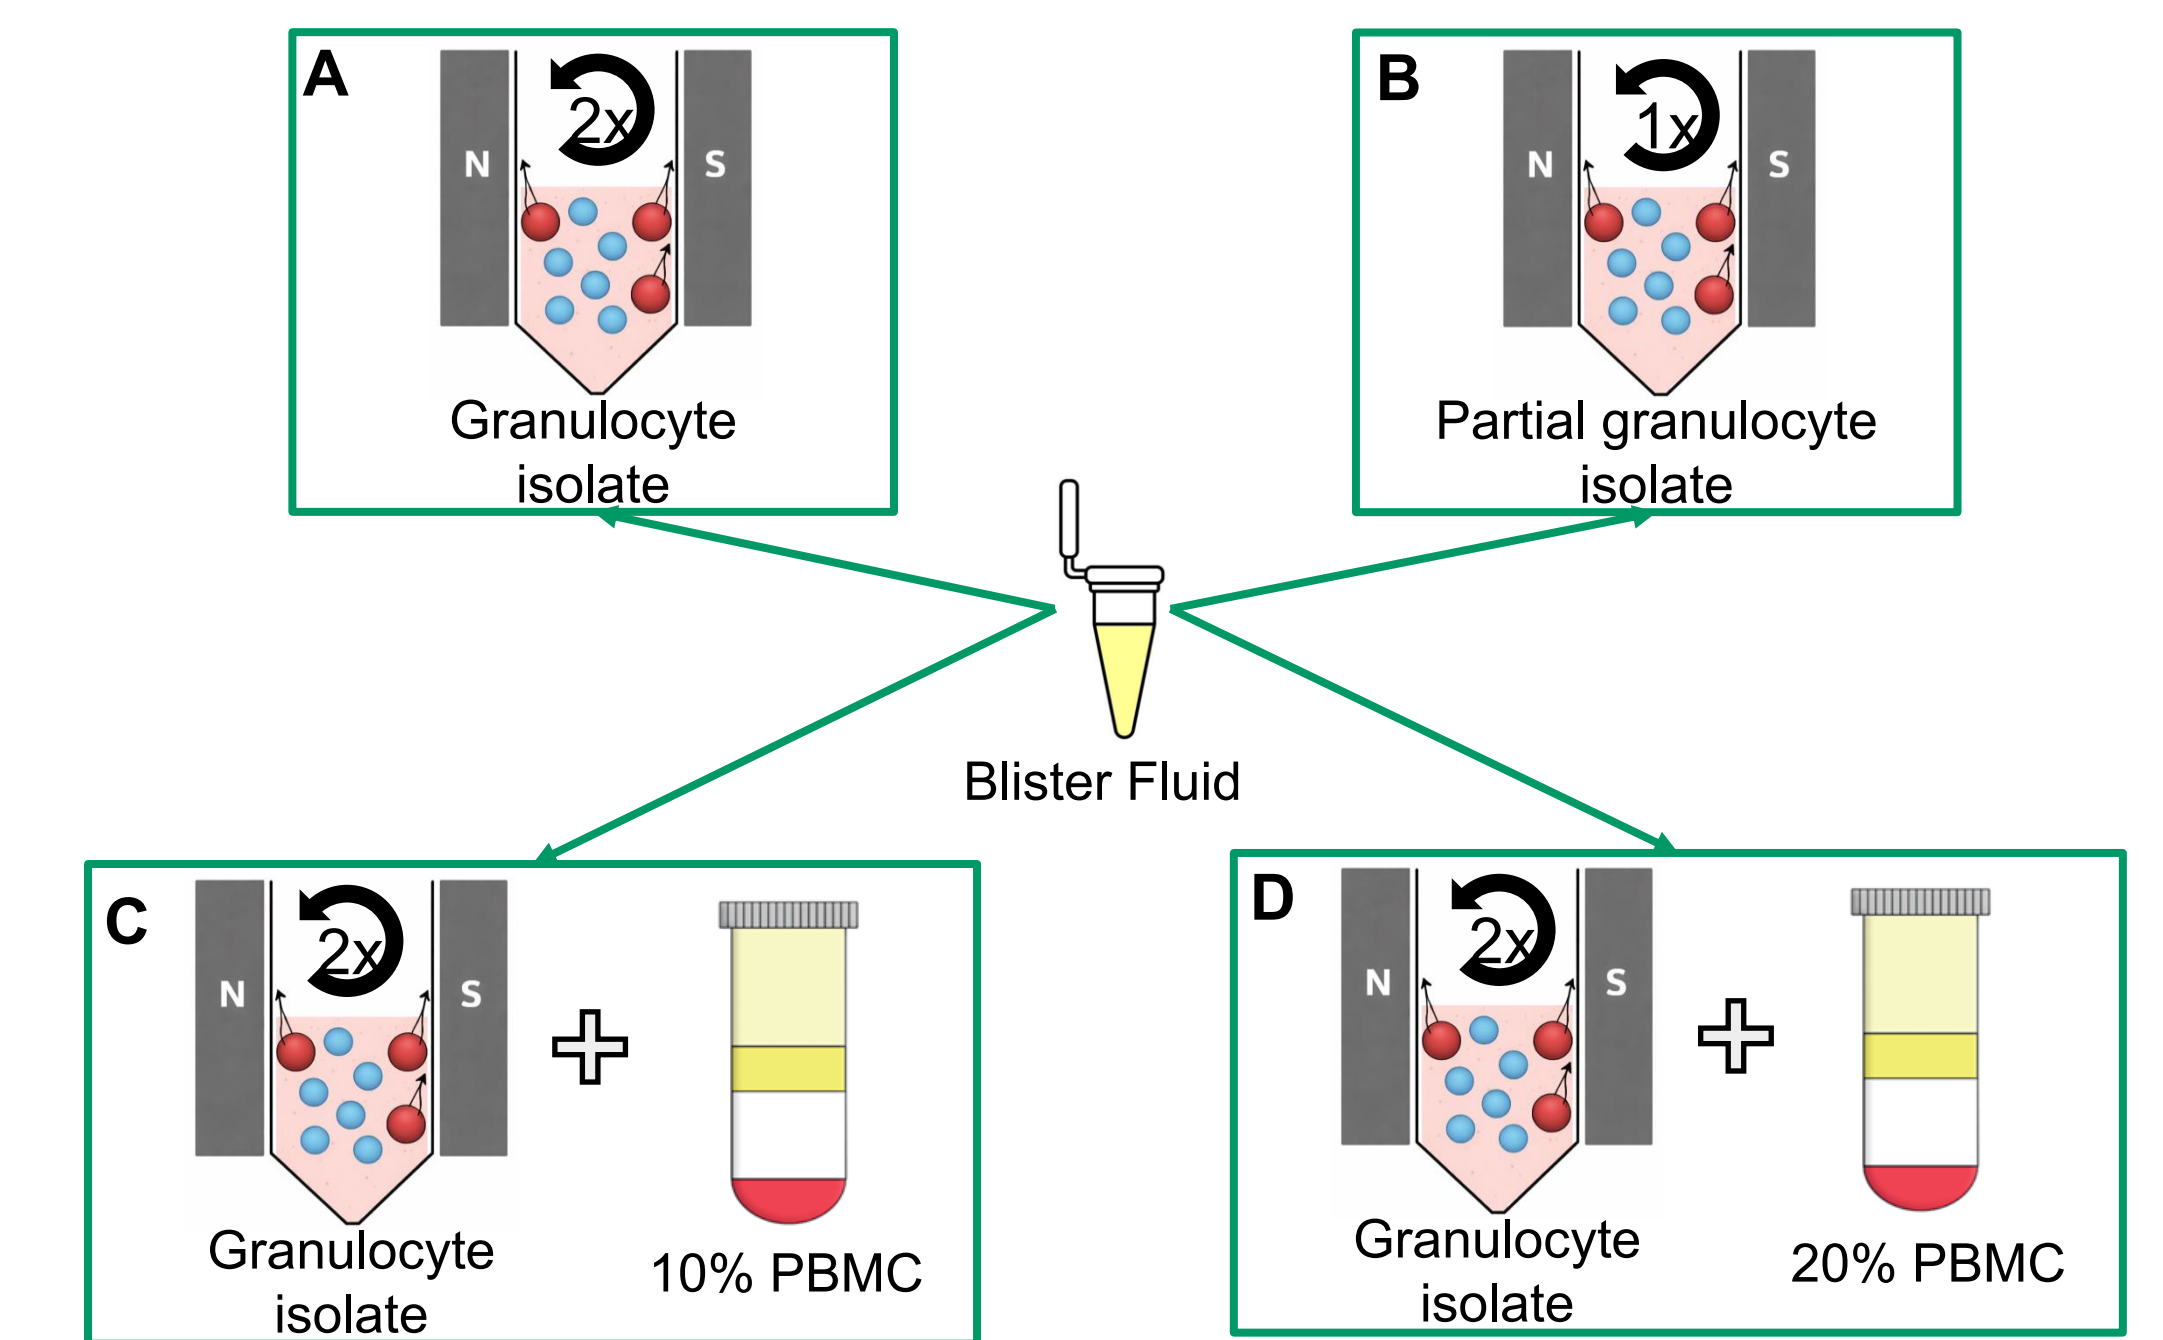 A
2x
N
S
Granulocyte
isolate
B
1x
N
S
Partial granulocyte
isolate
Blister Fluid
C
2x
N
S
Granulocyte
isolate
10% PBMC
D
2x
N
S
Granulocyte
isolate
20% PBMC